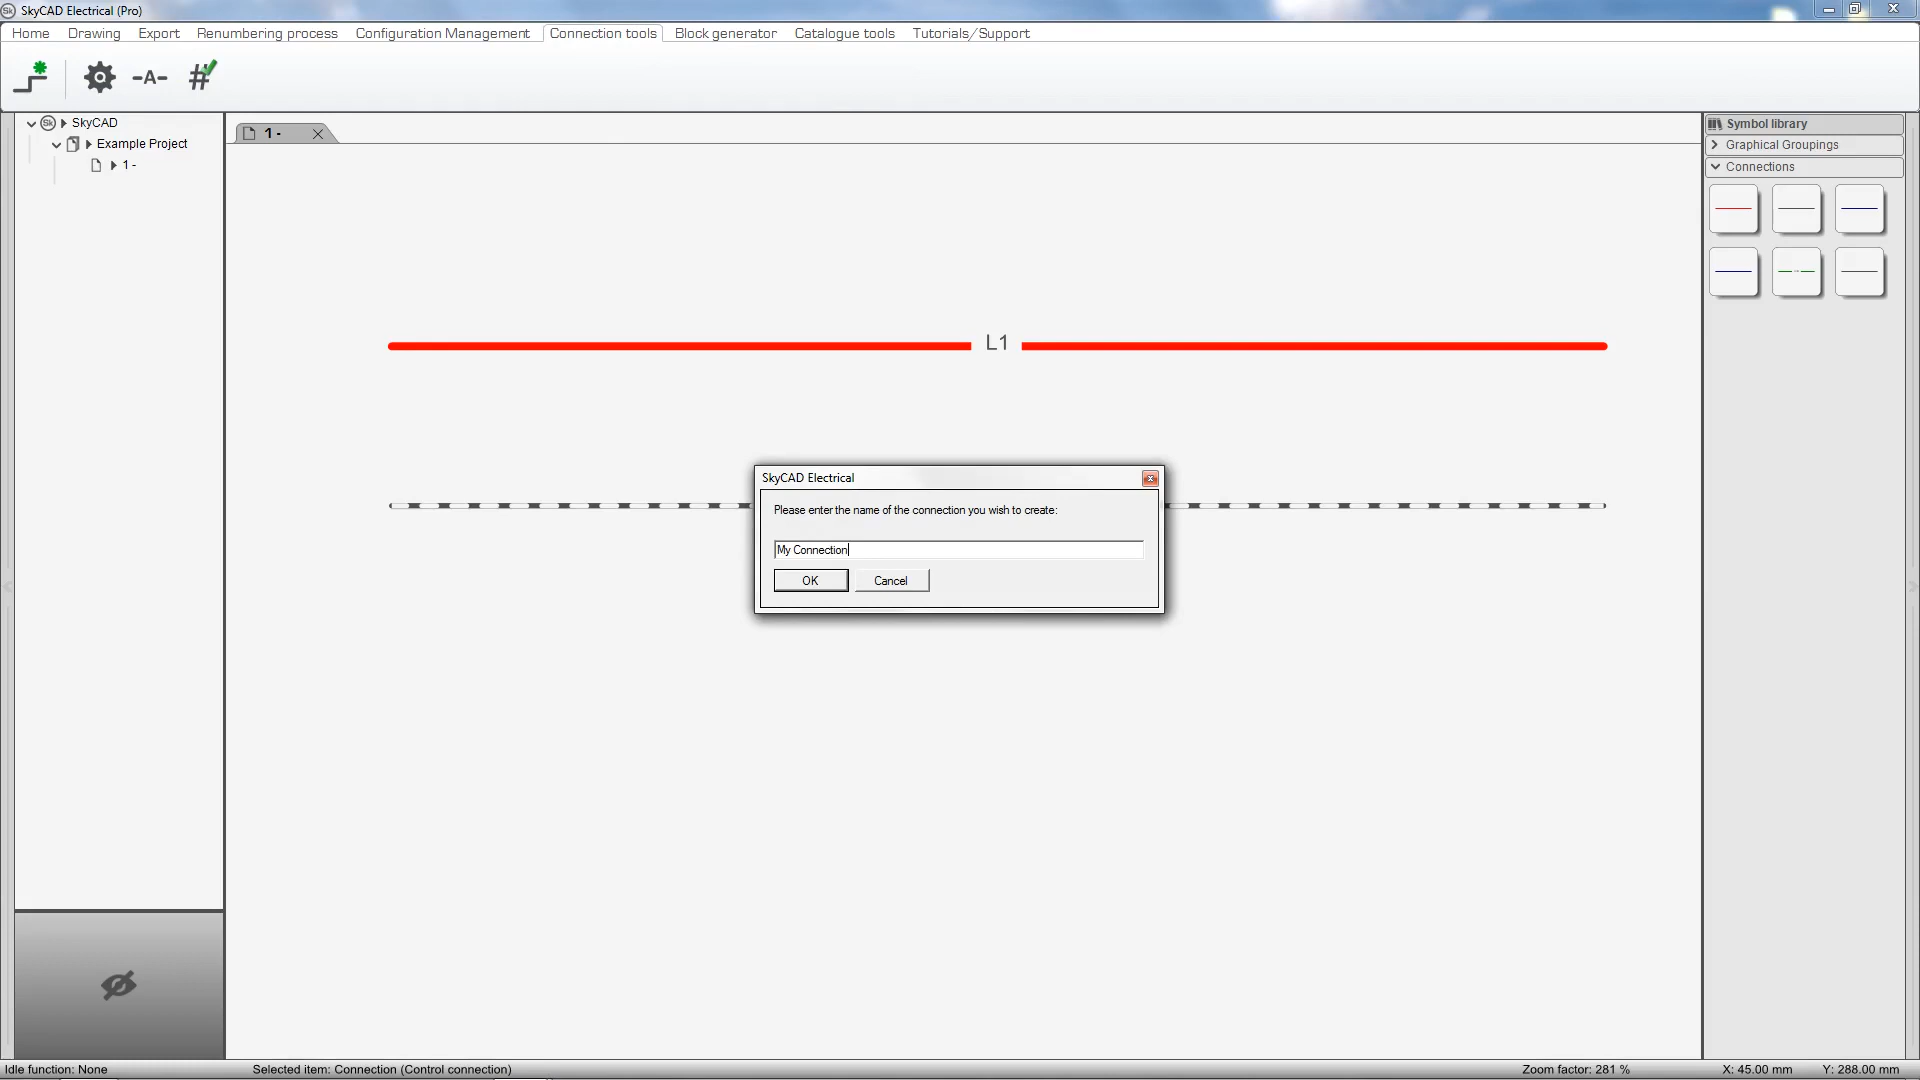 Sk SkyCAD Electrical (Pro)
Home Drawing Export Renumbering process Configuration Management Connection tools Block generator Catalogue tools Tutorials/Support
-A- #
Sk SkyCAD
Example Project
1 -
1 -
Symbol library
Graphical Groupings
Connections
L1
SkyCAD Electrical
Please enter the name of the connection you wish to create:
My Connection
OK Cancel
Idle function: None Selected item: Connection (Control connection) Zoom factor: 281 % X: 45.00 mm Y: 288.00 mm